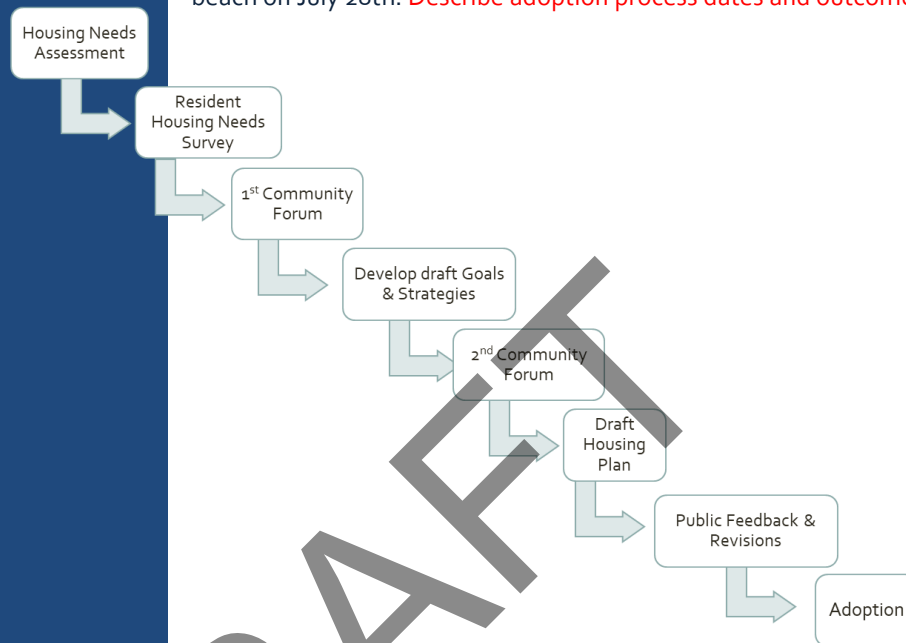 beach on July 28th. Describe adoption process dates and outcome
Housing Needs
Assessment
Resident
Housing Needs
Survey
1st Community
Forum
Develop draft Goals
& Strategies
2nd Community
Forum
Draft
Housing
Plan
Public Feedback &
Revisions
Adoption
DRAFT